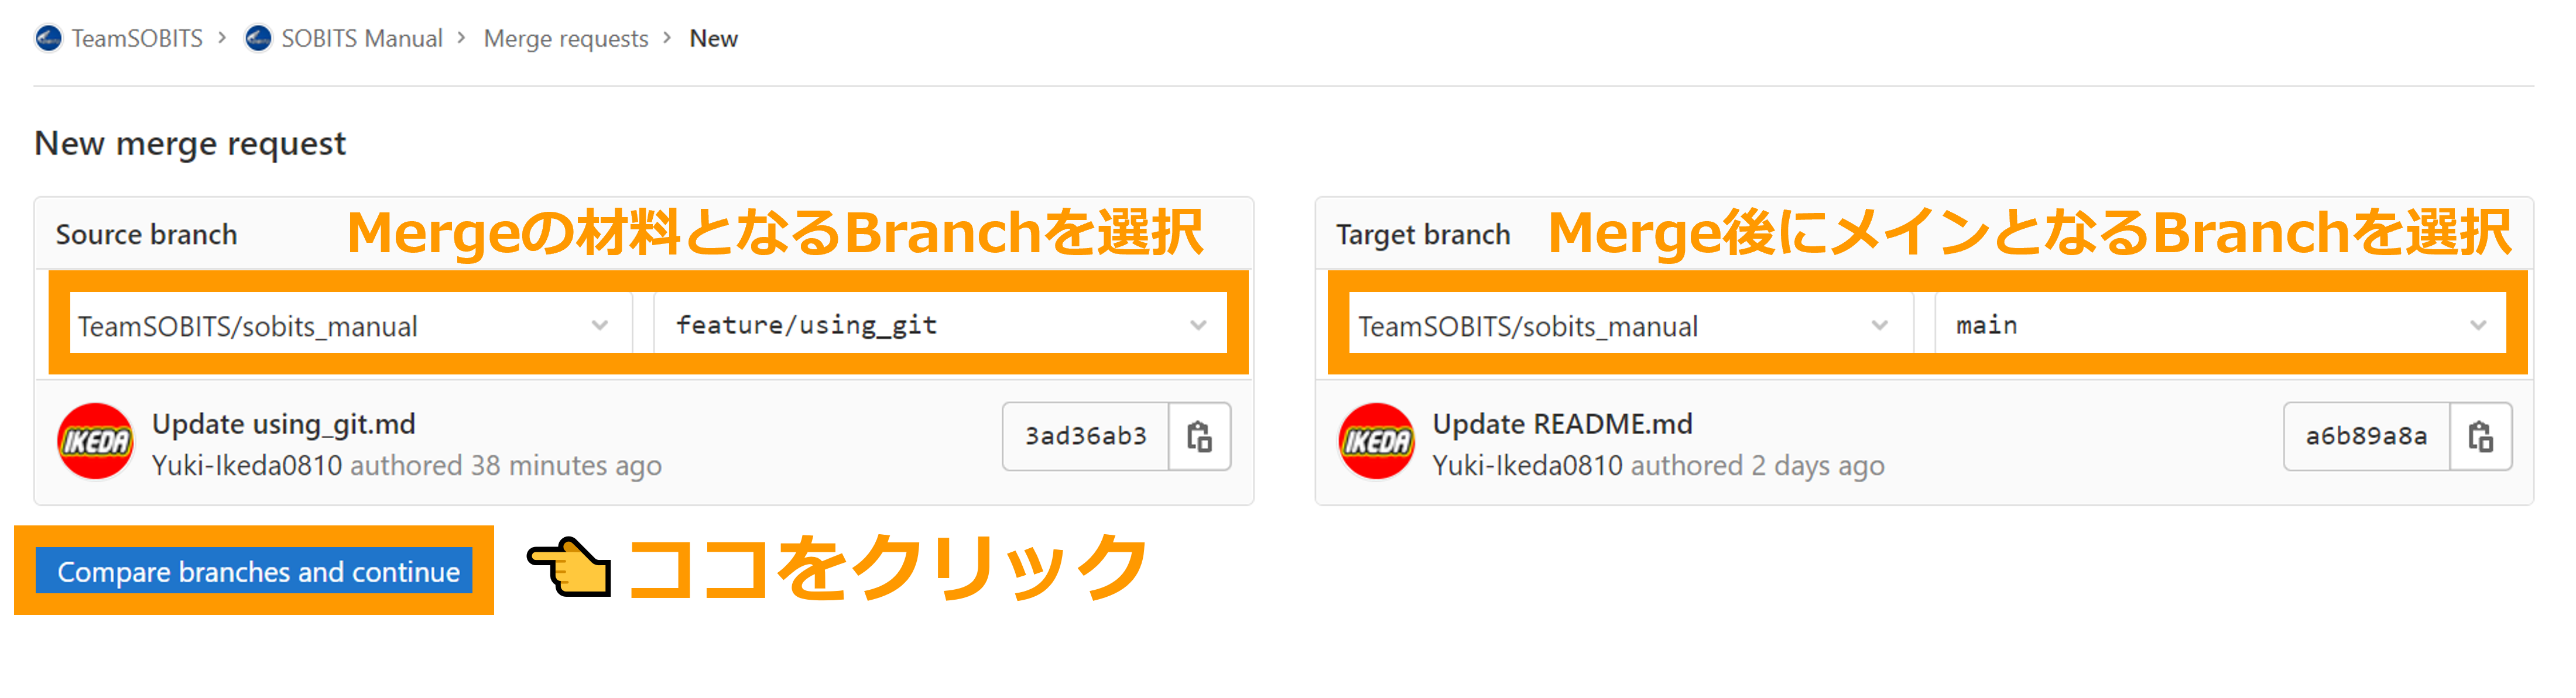 TeamSOBITS > SOBITS Manual > Merge requests > New
New merge request
Source branch Mergeの材料となるBranchを選択
TeamSOBITS/sobits_manual feature/using_git
IKEDA Update using_git.md
Yuki-Ikeda0810 authored 38 minutes ago
3ad36ab3
Target branch Merge後にメインとなるBranchを選択
TeamSOBITS/sobits_manual main
IKEDA Update README.md
Yuki-Ikeda0810 authored 2 days ago
a6b89a8a
Compare branches and continue ココをクリック